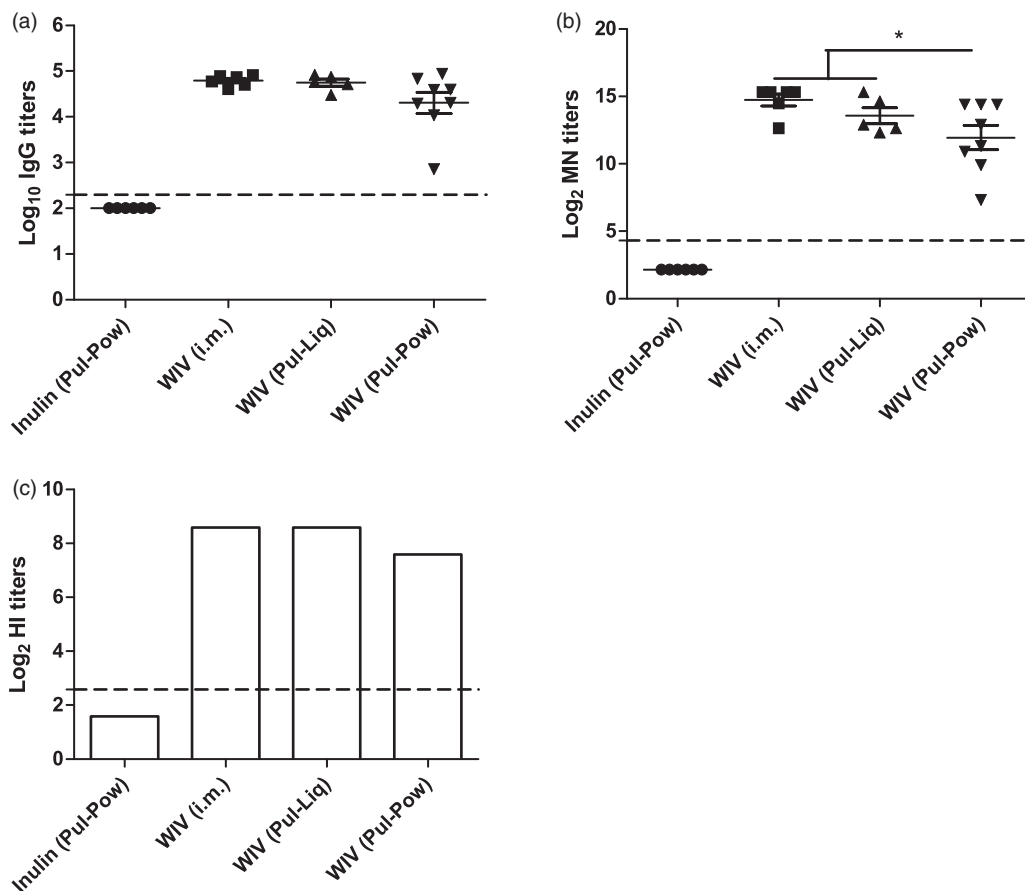 (a)
6
5
4
3
2
1
0
Log10 IgG titers
Inulin (Pul-Pow)
WIV (i.m.)
WIV (Pul-Liq)
WIV (Pul-Pow)
(b)
20
15
10
5
0
Log2 MN titers
*
Inulin (Pul-Pow)
WIV (i.m.)
WIV (Pul-Liq)
WIV (Pul-Pow)
(c)
10
8
6
4
2
0
Log2 HI titers
Inulin (Pul-Pow)
WIV (i.m.)
WIV (Pul-Liq)
WIV (Pul-Pow)